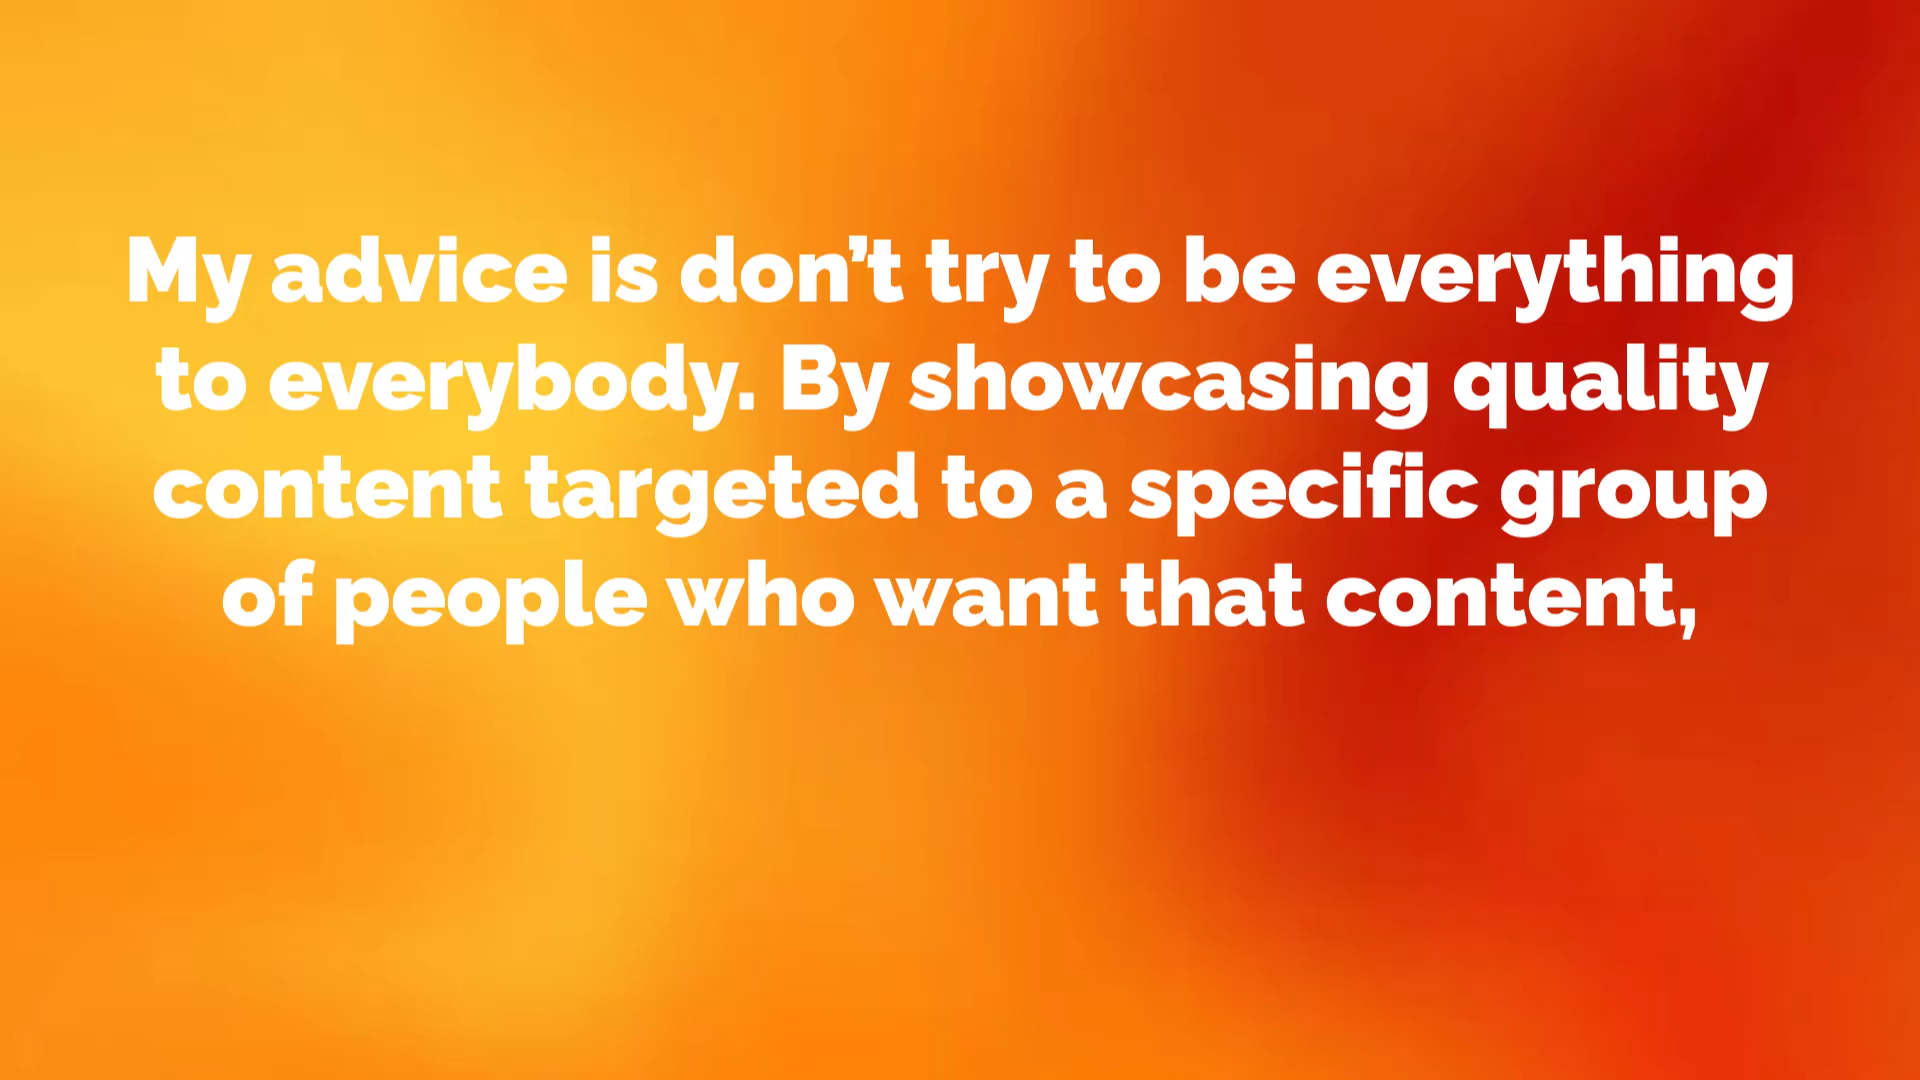 My advice is don’t try to be everything
to everybody. By showcasing quality
content targeted to a specific group
of people who want that content,